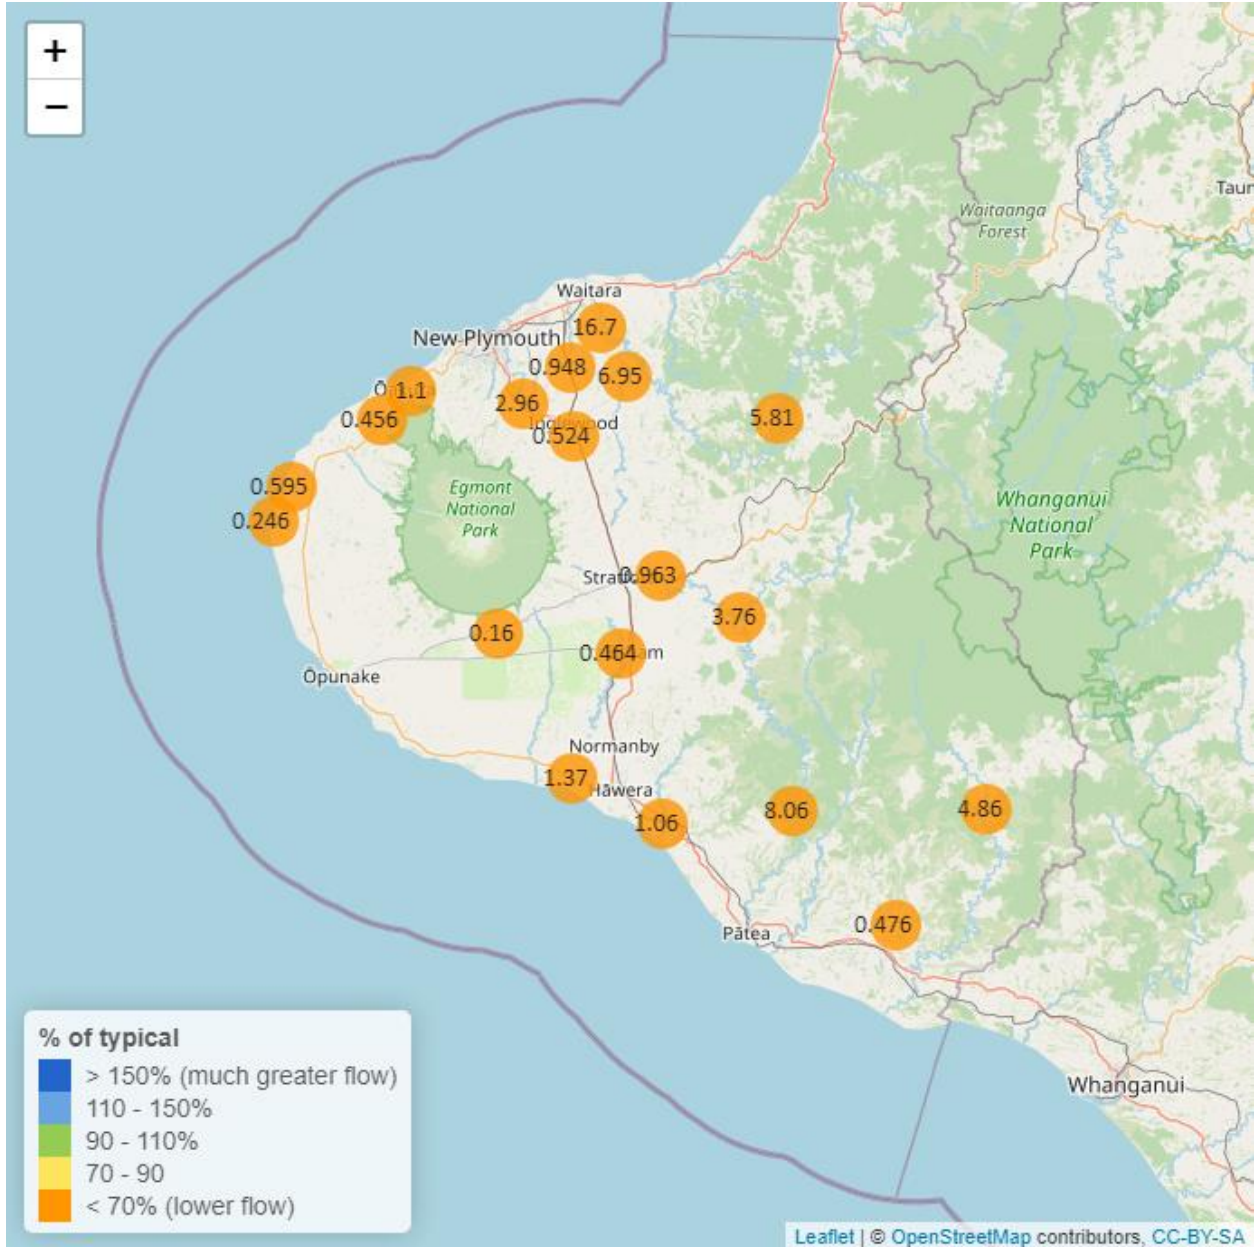 +
−
Taur
Waitaanga
Forest
Waitara
16.7
New Plymouth
0.948
6.95
1.1
2.96
0.456
5.81
0.524
0.595
Egmont
National
Park
Whanganui
National
Park
0.246
0.963
3.76
0.16
0.464
Ōpunake
Normanby
1.37
Hāwera
1.06
8.06
4.86
0.476
Pātea
% of typical
> 150% (much greater flow)
110 - 150%
90 - 110%
70 - 90
< 70% (lower flow)
Whanganui
Leaflet | © OpenStreetMap contributors, CC-BY-SA